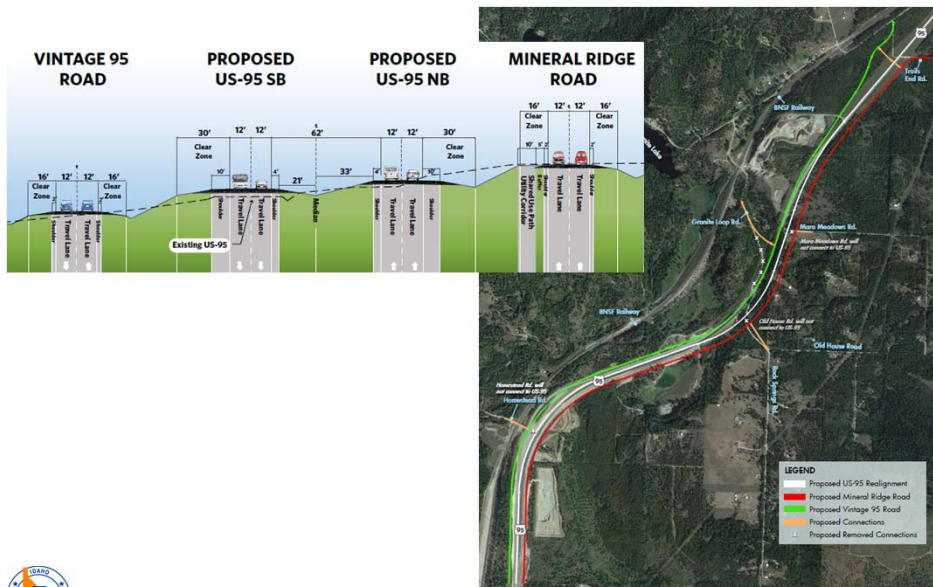 VINTAGE 95
ROAD
PROPOSED
US-95 SB
PROPOSED
US-95 NB
MINERAL RIDGE
ROAD
16'
12'
12'
16'
Clear
Zone
Clear
Zone
2'
2'
Shoulder
Travel Lane
Travel Lane
Shoulder
30'
12'
12'
62'
12'
12'
30'
Clear
Zone
Clear
Zone
10'
4'
21'
33'
4'
10'
Shoulder
Travel Lane
Travel Lane
Shoulder
Median
Shoulder
Travel Lane
Travel Lane
Shoulder
Existing US-95
16'
12'
12'
16'
Clear
Zone
Clear
Zone
10'
5'
2'
2'
Shared Use Path
Utility Corridor
Buffer
Shoulder
Travel Lane
Travel Lane
Shoulder
95
Trails
End Rd.
BNSF Railway
Lake
Granite Loop Rd.
Mara Meadows Rd.
Mara Meadows Rd. will
not connect to US-95
BNSF Railway
Old House Rd. will not
connect to US-95
Old House Road
Rock Springs Rd.
Homestead Rd. will
not connect to US-95
Homestead Rd.
95
95
LEGEND
Proposed US-95 Realignment
Proposed Mineral Ridge Road
Proposed Vintage 95 Road
Proposed Connections
Proposed Removed Connections
IDAHO